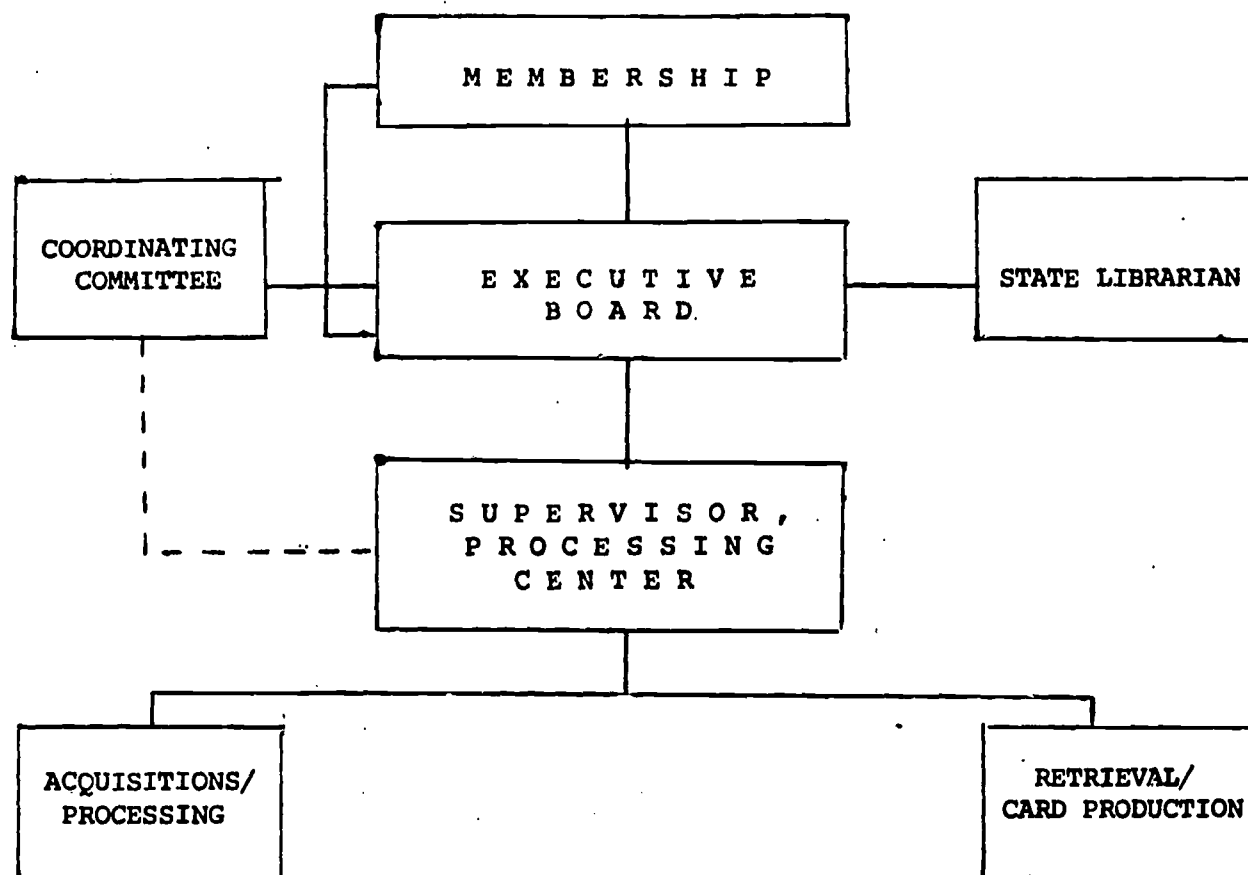 MEMBERSHIP
COORDINATING
COMMITTEE
EXECUTIVE
BOARD
STATE LIBRARIAN
SUPERVISOR,
PROCESSING
CENTER
ACQUISITIONS/
PROCESSING
RETRIEVAL/
CARD PRODUCTION